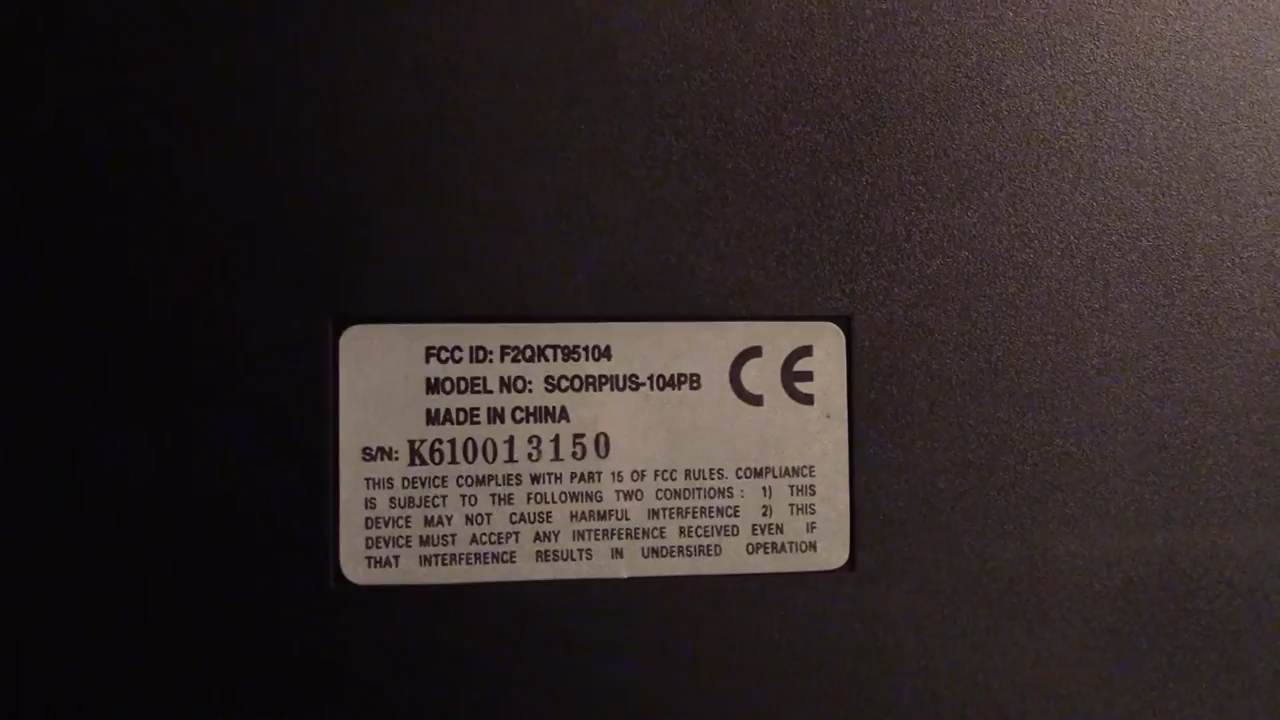 FCC ID: F2QKT95104
MODEL NO: SCORPIUS-104PB
CE
MADE IN CHINA
S/N: K610013150
THIS DEVICE COMPLIES WITH PART 15 OF FCC RULES. COMPLIANCE
IS SUBJECT TO THE FOLLOWING TWO CONDITIONS : 1) THIS
DEVICE MAY NOT CAUSE HARMFUL INTERFERENCE 2) THIS
DEVICE MUST ACCEPT ANY INTERFERENCE RECEIVED EVEN IF
THAT INTERFERENCE RESULTS IN UNDERSIRED OPERATION